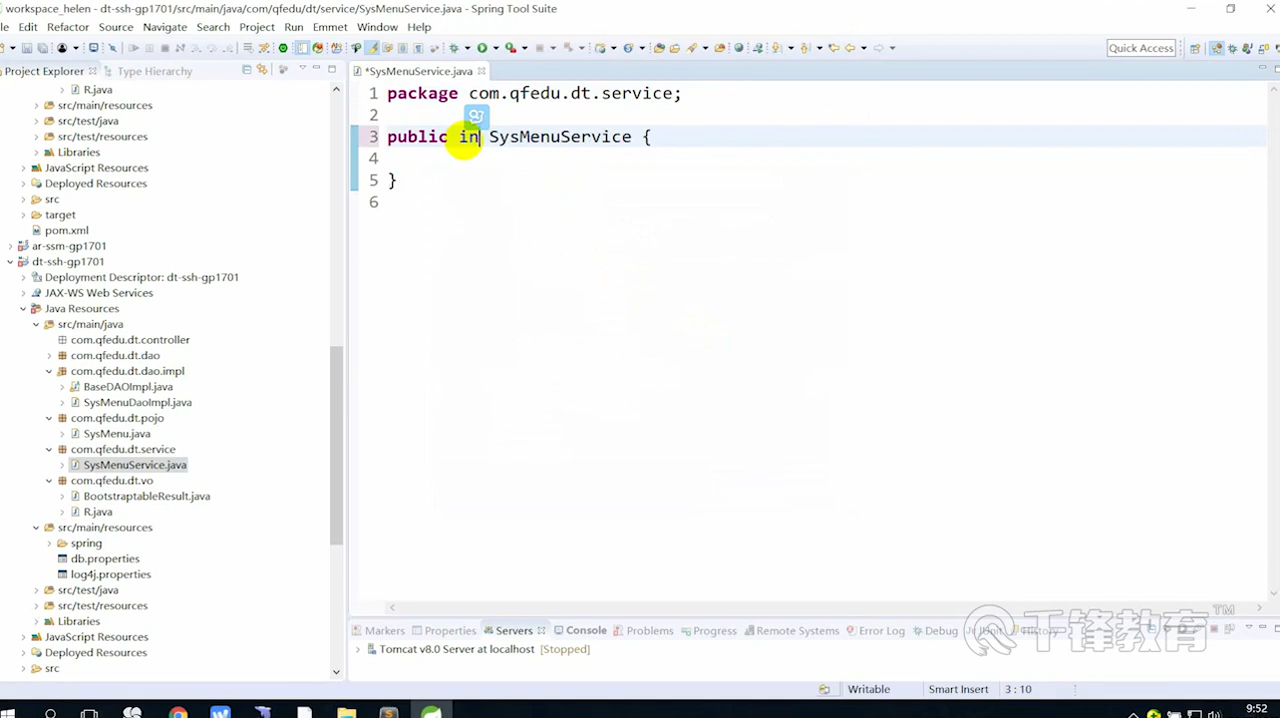 workspace_helen - dt-ssh-gp1701/src/main/java/com/qfedu/dt/service/SysMenuService.java - Spring Tool Suite
le Edit Refactor Source Navigate Search Project Run Emmet Window Help
Quick Access
Project Explorer Type Hierarchy
*SysMenuService.java
R.java
src/main/resources
src/test/java
src/test/resources
Libraries
JavaScript Resources
Deployed Resources
src
target
pom.xml
ar-ssm-gp1701
dt-ssh-gp1701
Deployment Descriptor: dt-ssh-gp1701
JAX-WS Web Services
Java Resources
src/main/java
com.qfedu.dt.controller
com.qfedu.dt.dao
com.qfedu.dt.dao.impl
BaseDAOImpl.java
SysMenuDaoImpl.java
com.qfedu.dt.pojo
SysMenu.java
com.qfedu.dt.service
SysMenuService.java
com.qfedu.dt.vo
BootstraptableResult.java
R.java
src/main/resources
spring
db.properties
log4j.properties
src/test/java
src/test/resources
Libraries
JavaScript Resources
Deployed Resources
src
1 package com.qfedu.dt.service;
2
3 public in SysMenuService {
4
5 }
6
Markers Properties Servers Console Problems Progress Remote Systems Error Log Debug JUnit History
Tomcat v8.0 Server at localhost [Stopped]
千锋教育 TM
Writable Smart Insert 3 : 10
9:52